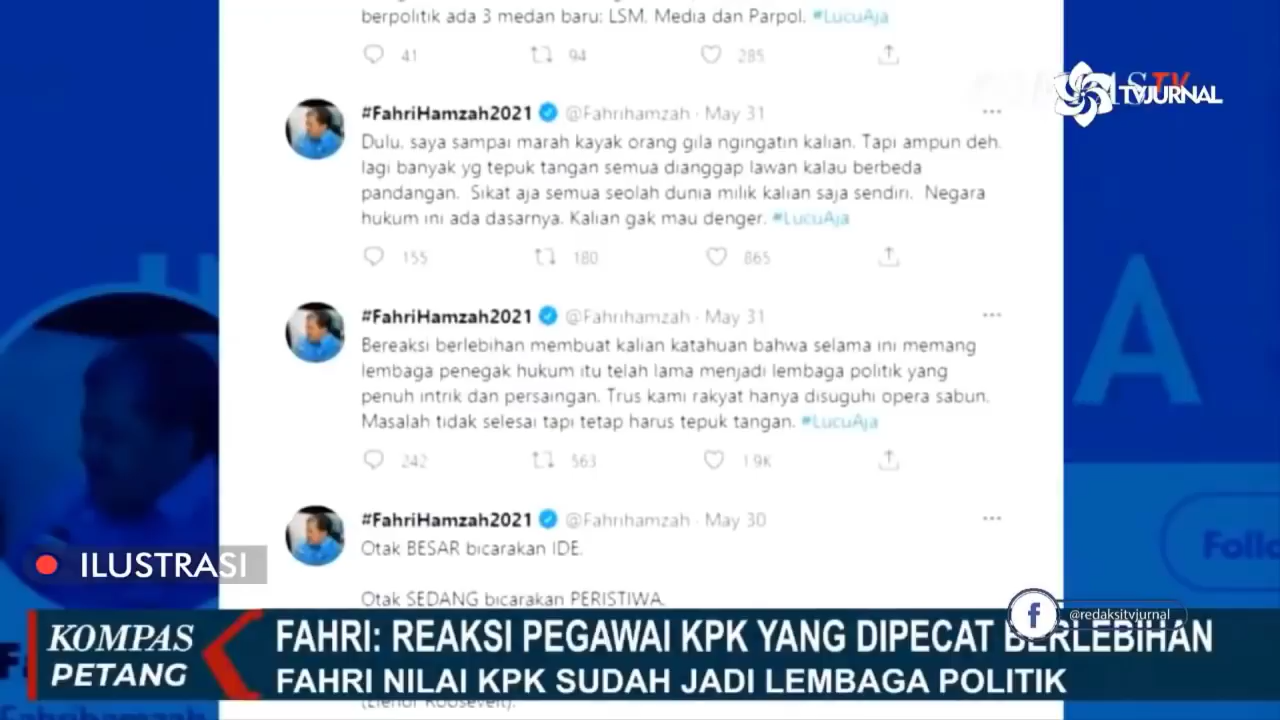 berpolitik ada 3 medan baru: LSM, Media dan Parpol. #LucuAja
41 94 285
TVJURNAL
#FahriHamzah2021 @Fahrihamzah · May 31
Dulu, saya sampai marah kayak orang gila ngingatin kalian. Tapi ampun deh,
lagi banyak yg tepuk tangan semua dianggap lawan kalau berbeda
pandangan. Sikat aja semua seolah dunia milik kalian saja sendiri. Negara
hukum ini ada dasarnya. Kalian gak mau denger. #LucuAja
155 180 865
#FahriHamzah2021 @Fahrihamzah · May 31
Bereaksi berlebihan membuat kalian katahuan bahwa selama ini memang
lembaga penegak hukum itu telah lama menjadi lembaga politik yang
penuh intrik dan persaingan. Trus kami rakyat hanya disuguhi opera sabun.
Masalah tidak selesai tapi tetap harus tepuk tangan. #LucuAja
242 563 1.9K
#FahriHamzah2021 @Fahrihamzah · May 30
Otak BESAR bicarakan IDE.
Follo
ILUSTRASI
Otak SEDANG bicarakan PERISTIWA.
@redaksitvjurnal
KOMPAS
PETANG
FAHRI: REAKSI PEGAWAI KPK YANG DIPECAT BERLEBIHAN
FAHRI NILAI KPK SUDAH JADI LEMBAGA POLITIK